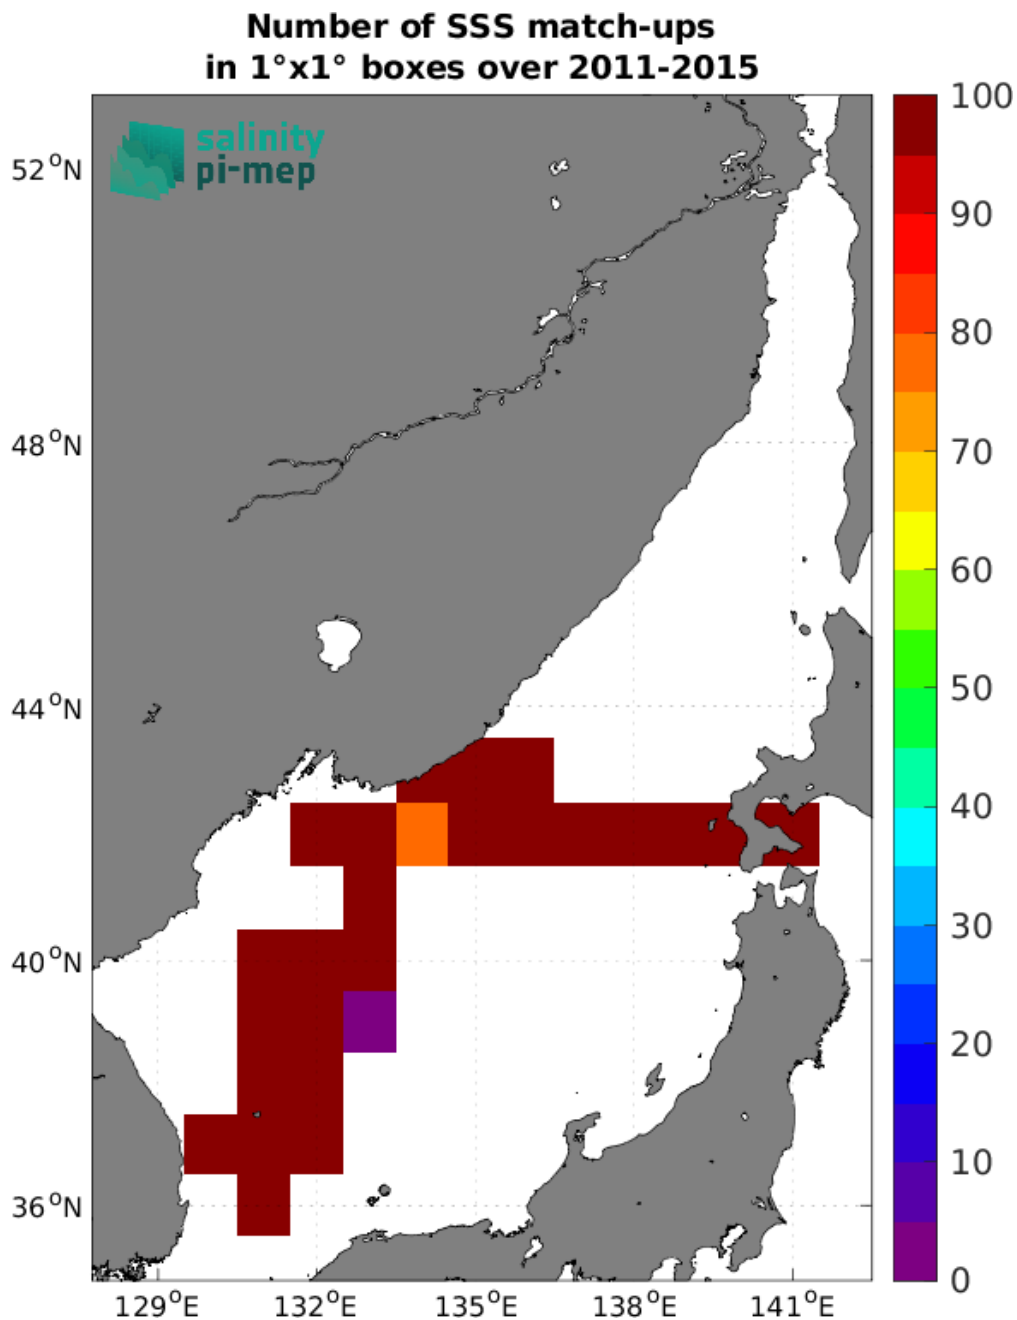 Number of SSS match-ups
in 1°x1° boxes over 2011-2015
salinity
pi-mep
52°N
48°N
44°N
40°N
36°N
129°E 132°E 135°E 138°E 141°E
100
90
80
70
60
50
40
30
20
10
0